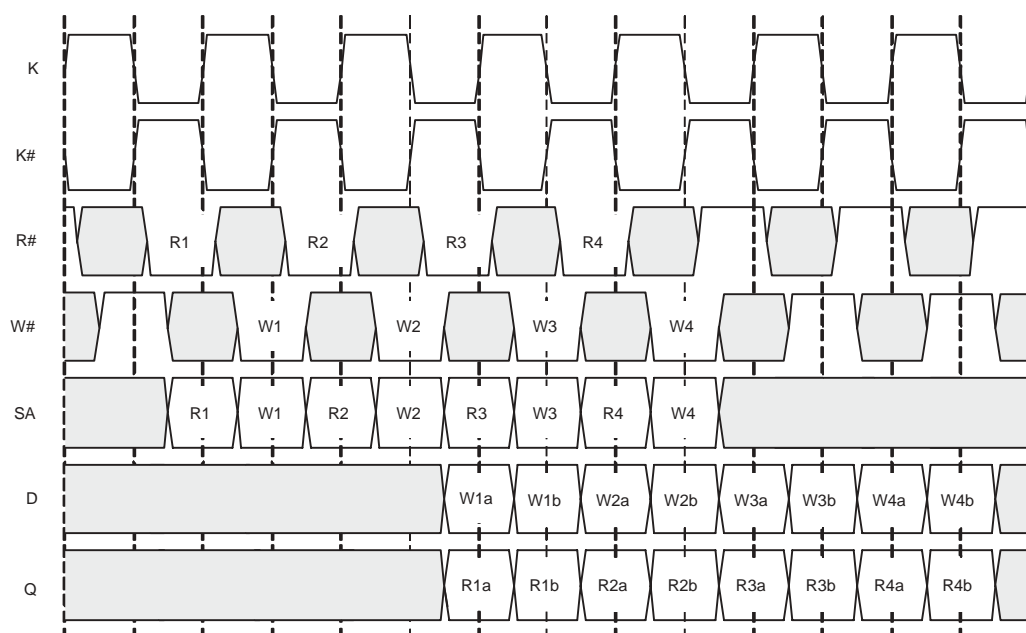 K
K#
R# R1 R2 R3 R4
W# W1 W2 W3 W4
SA R1 W1 R2 W2 R3 W3 R4 W4
D W1a W1b W2a W2b W3a W3b W4a W4b
Q R1a R1b R2a R2b R3a R3b R4a R4b